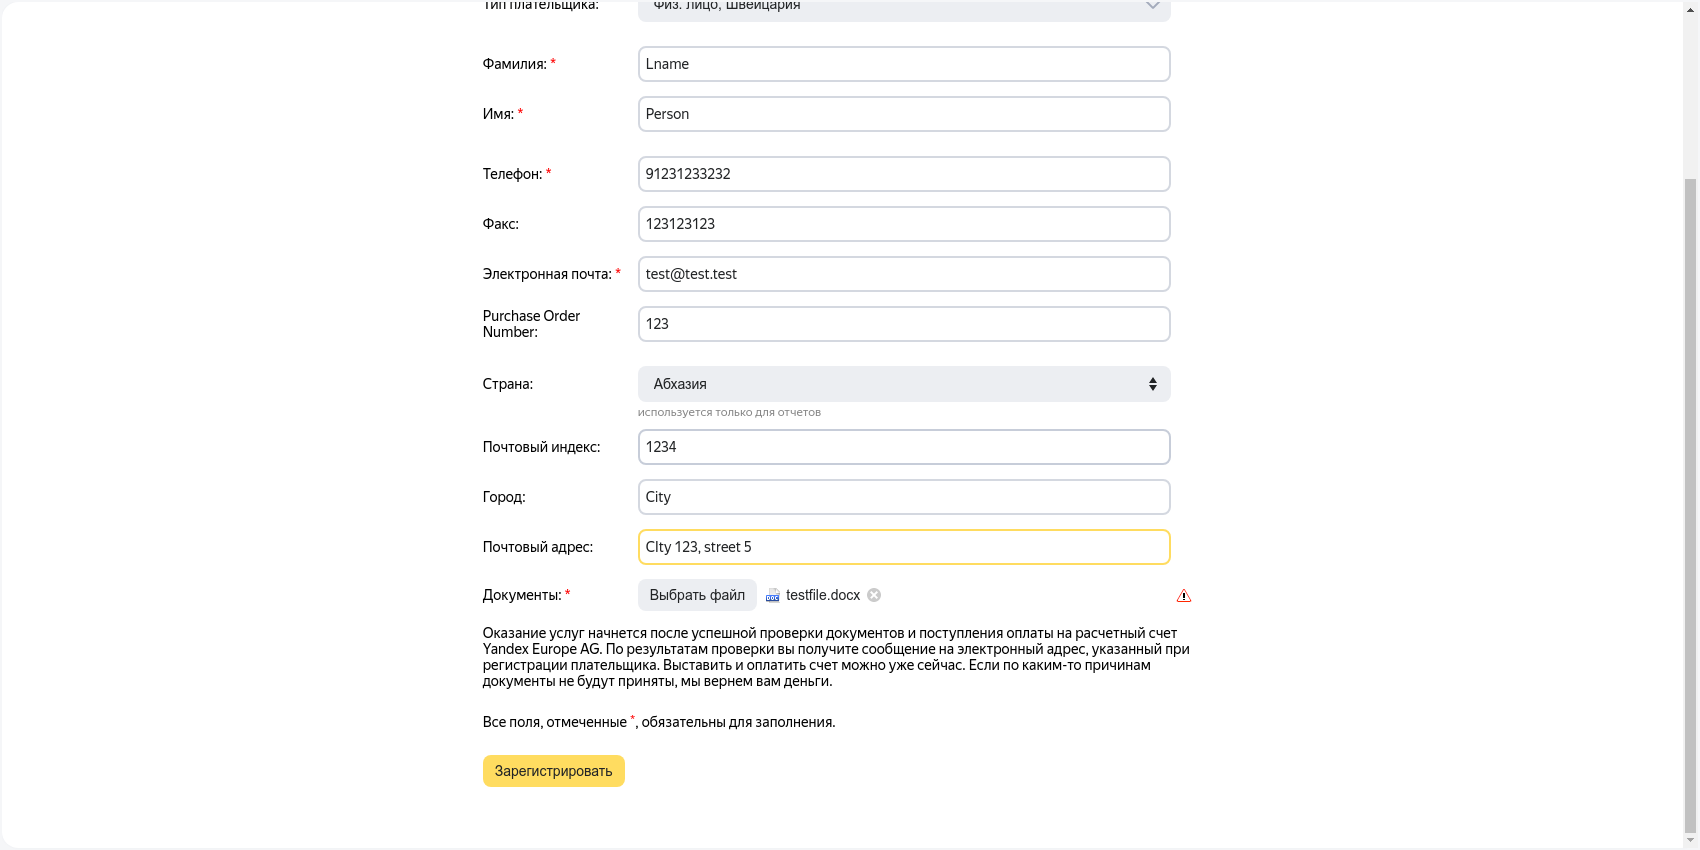 Тип плательщика: Физ. лицо, Швейцария
Фамилия: * Lname
Имя: * Person
Телефон: * 91231233232
Факс: 123123123
Электронная почта: * test@test.test
Purchase Order
Number: 123
Страна: Абхазия
используется только для отчетов
Почтовый индекс: 1234
Город: City
Почтовый адрес: CIty 123, street 5
Документы: * Выбрать файл DOC testfile.docx
Оказание услуг начнется после успешной проверки документов и поступления оплаты на расчетный счет
Yandex Europe AG. По результатам проверки вы получите сообщение на электронный адрес, указанный при
регистрации плательщика. Выставить и оплатить счет можно уже сейчас. Если по каким-то причинам
документы не будут приняты, мы вернем вам деньги.
Все поля, отмеченные *, обязательны для заполнения.
Зарегистрировать